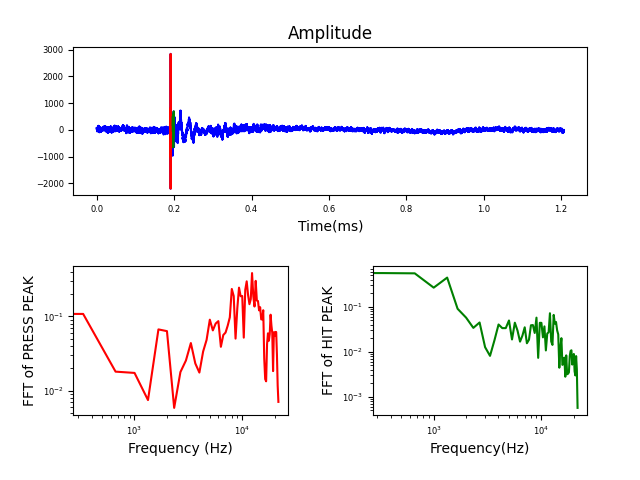 Amplitude
3000
2000
1000
0
−1000
−2000
0.0 0.2 0.4 0.6 0.8 1.0 1.2
Time(ms)
FFT of PRESS PEAK
10⁻¹
10⁻²
10³ 10⁴
Frequency (Hz)
FFT of HIT PEAK
10⁻¹
10⁻²
10⁻³
10³ 10⁴
Frequency(Hz)